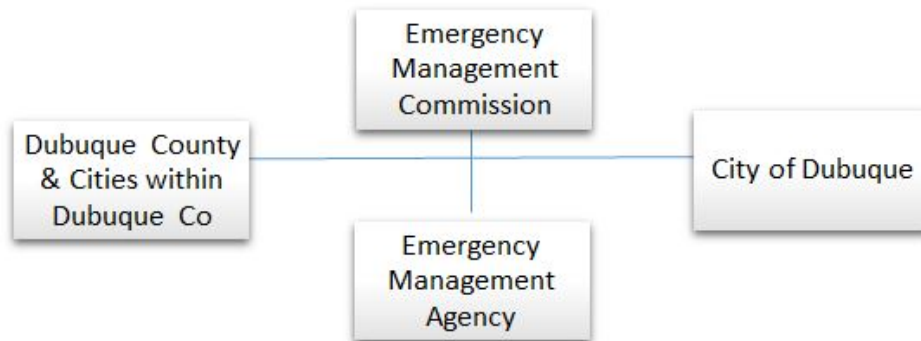 Emergency
Management
Commission
Dubuque County
& Cities within
Dubuque Co
City of Dubuque
Emergency
Management
Agency